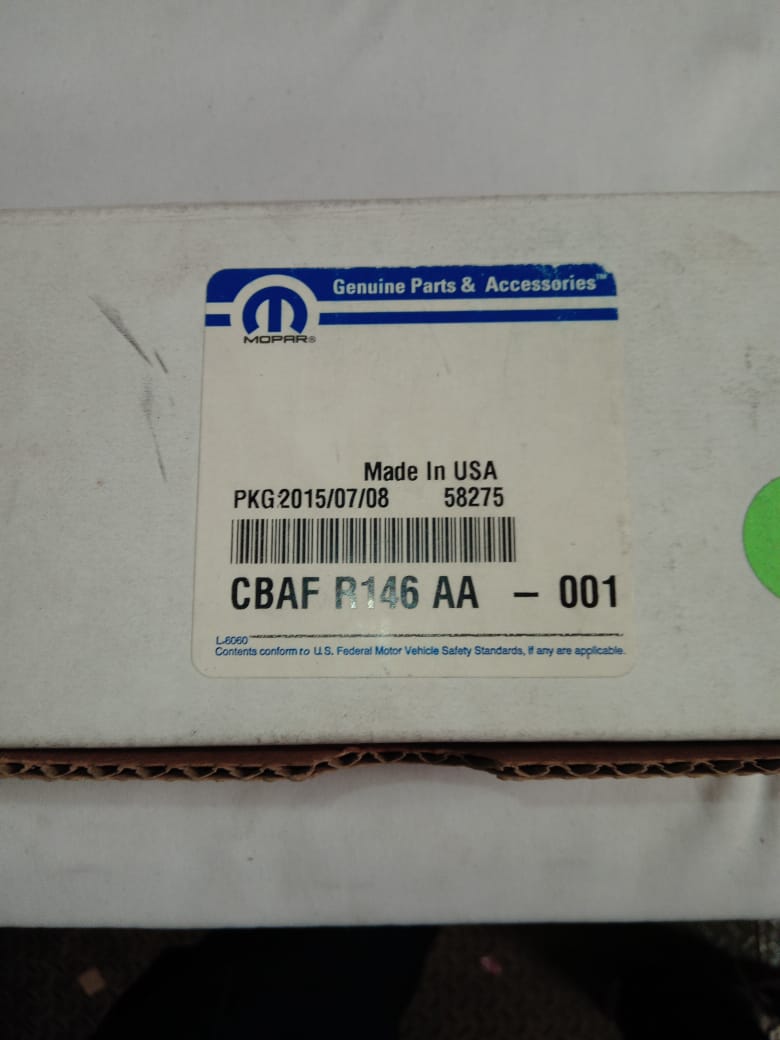 Genuine Parts & Accessories™
MOPAR®
Made In USA
PKG:2015/07/08 58275
CBAF R146 AA - 001
L-6060
Contents conform to U.S. Federal Motor Vehicle Safety Standards, If any are applicable.